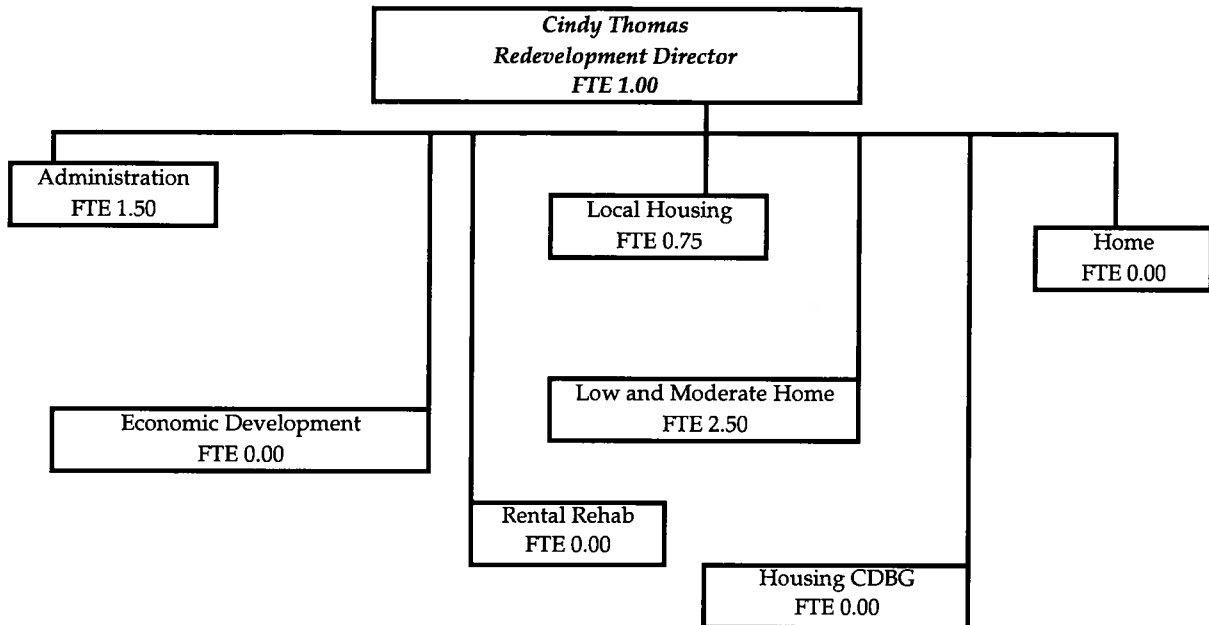 Cindy Thomas
Redevelopment Director
FTE 1.00
Administration
FTE 1.50
Local Housing
FTE 0.75
Home
FTE 0.00
Low and Moderate Home
FTE 2.50
Economic Development
FTE 0.00
Rental Rehab
FTE 0.00
Housing CDBG
FTE 0.00